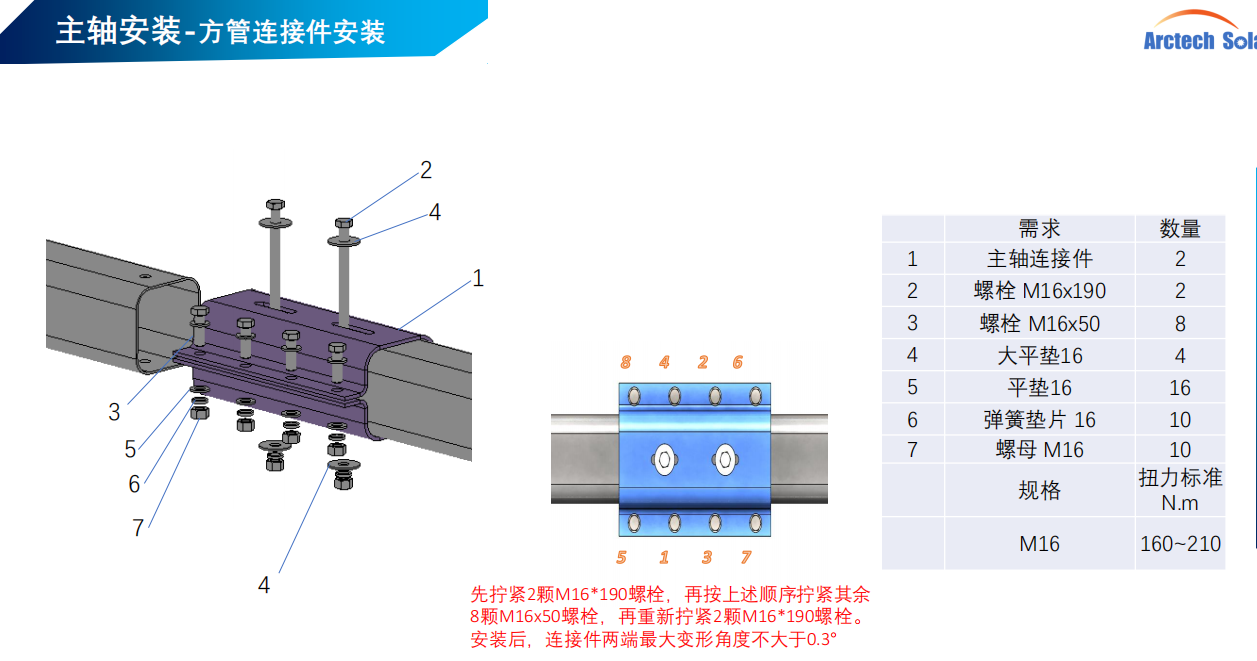 主轴安装-方管连接件安装
Arctech Sola
2
4
1
3
5
6
7
4
8 4 2 6
5 1 3 7
先拧紧2颗M16*190螺栓，再按上述顺序拧紧其余
8颗M16x50螺栓，再重新拧紧2颗M16*190螺栓。
安装后，连接件两端最大变形角度不大于0.3°
需求 数量
1 主轴连接件 2
2 螺栓 M16x190 2
3 螺栓 M16x50 8
4 大平垫16 4
5 平垫16 16
6 弹簧垫片 16 10
7 螺母 M16 10
规格 扭力标准
N.m
M16 160~210